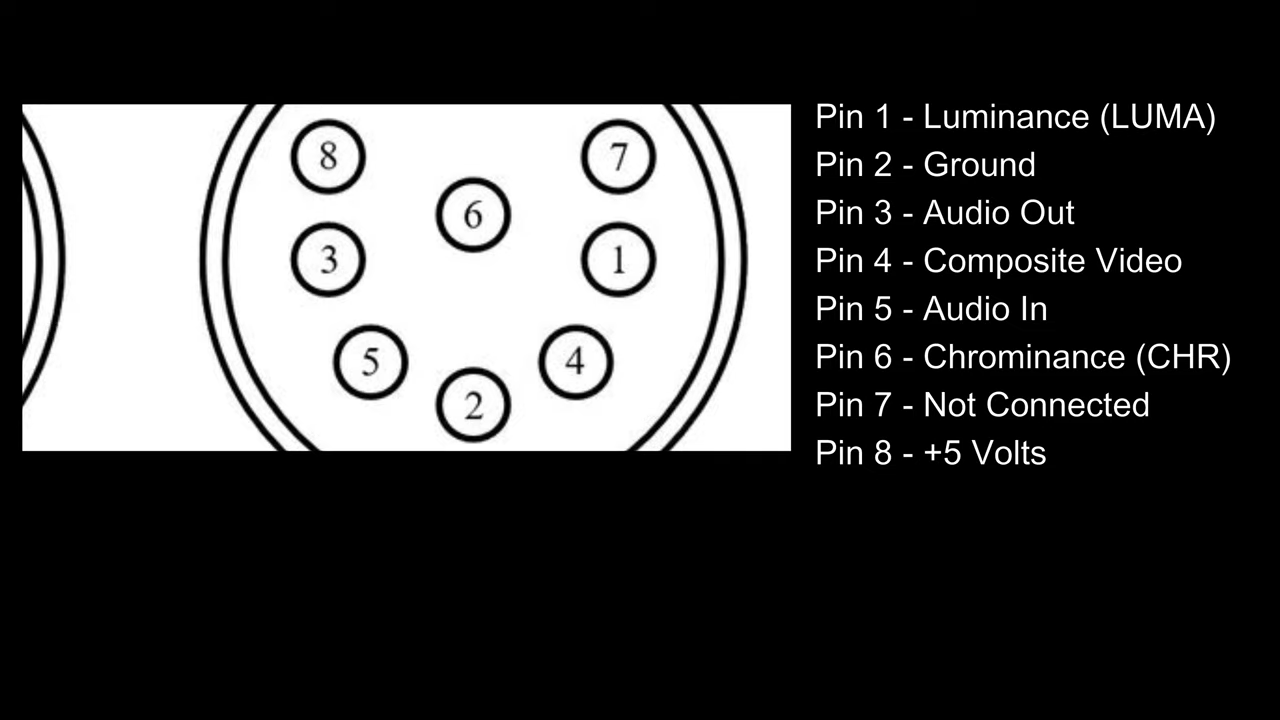 8
7
6
3
1
5
4
2
Pin 1 - Luminance (LUMA)
Pin 2 - Ground
Pin 3 - Audio Out
Pin 4 - Composite Video
Pin 5 - Audio In
Pin 6 - Chrominance (CHR)
Pin 7 - Not Connected
Pin 8 - +5 Volts